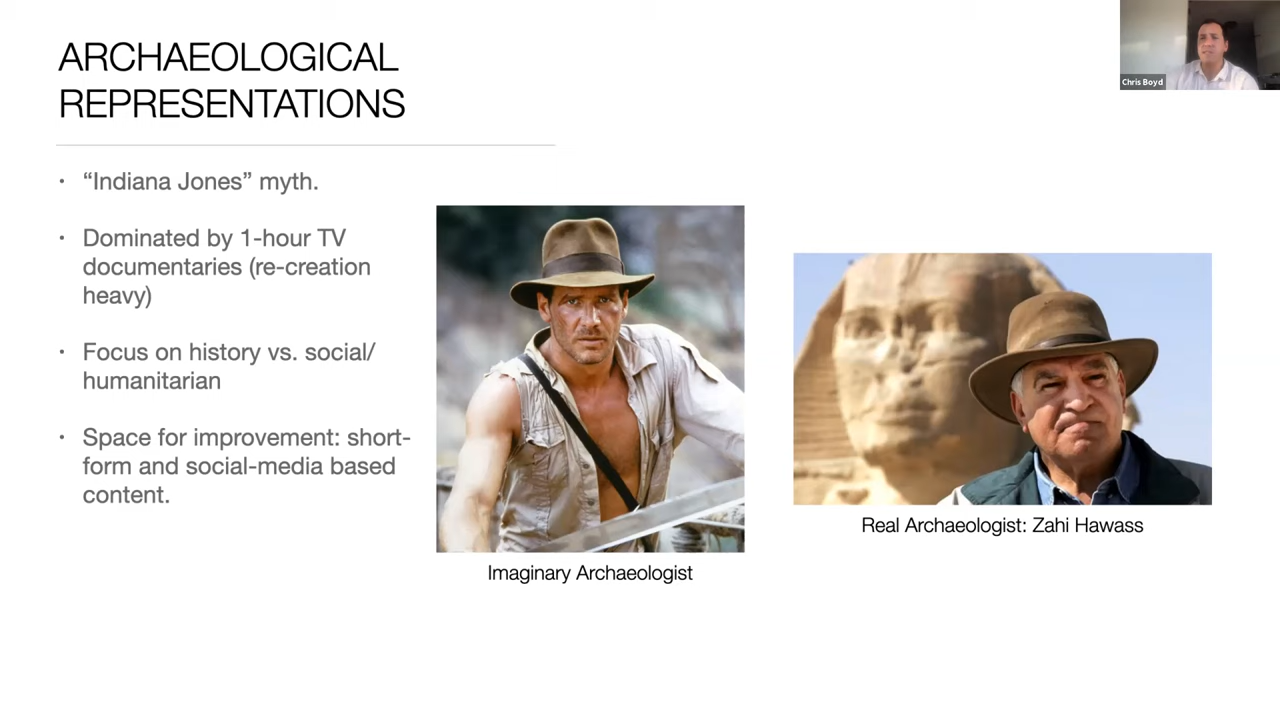 ARCHAEOLOGICAL
REPRESENTATIONS
• “Indiana Jones” myth.
• Dominated by 1-hour TV
documentaries (re-creation
heavy)
• Focus on history vs. social/
humanitarian
• Space for improvement: short-
form and social-media based
content.
Imaginary Archaeologist
Real Archaeologist: Zahi Hawass
Chris Boyd